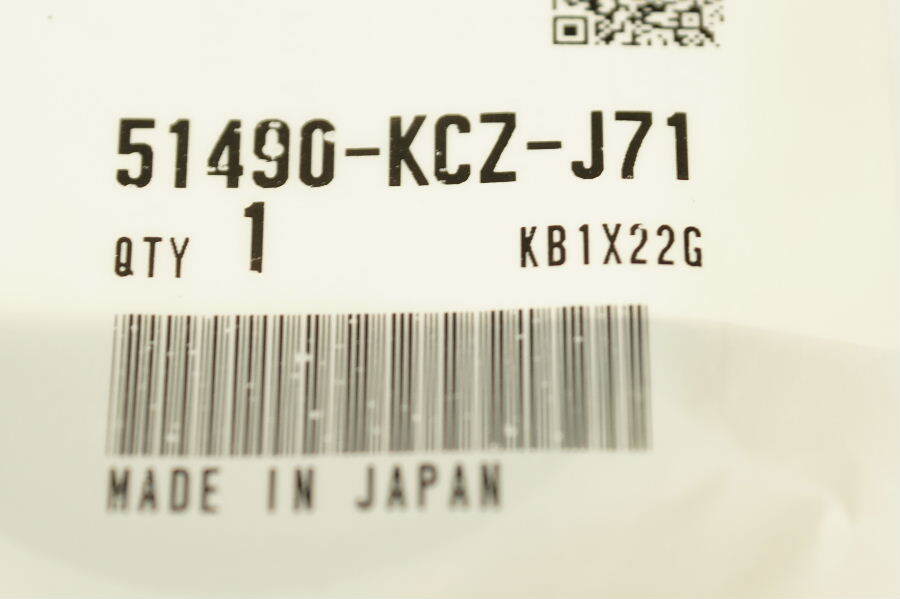 51490-KCZ-J71
QTY 1 KB1X22G
MADE IN JAPAN